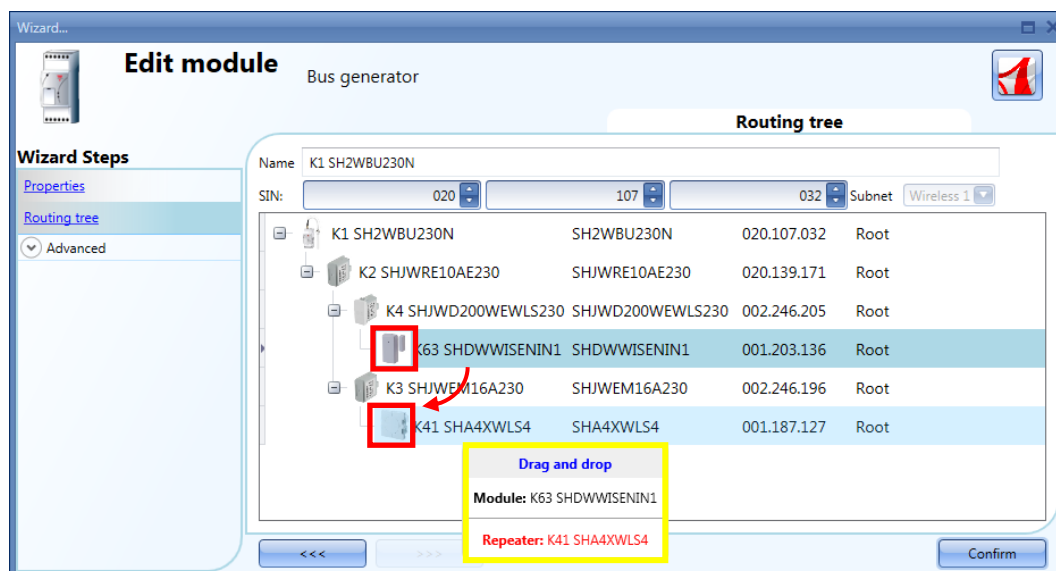 Wizard...
Edit module
Bus generator
Routing tree
Wizard Steps
Properties
Routing tree
Advanced
Name K1 SH2WBU230N
SIN: 020 107 032 Subnet Wireless 1
K1 SH2WBU230N SH2WBU230N 020.107.032 Root
K2 SHJWRE10AE230 SHJWRE10AE230 020.139.171 Root
K4 SHJWD200WEWLS230 SHJWD200WEWLS230 002.246.205 Root
K63 SHDWWISENIN1 SHDWWISENIN1 001.203.136 Root
K3 SHJWEM16A230 SHJWEM16A230 002.246.196 Root
K41 SHA4XWLS4 SHA4XWLS4 001.187.127 Root
Drag and drop
Module: K63 SHDWWISENIN1
Repeater: K41 SHA4XWLS4
<<< >>> Confirm